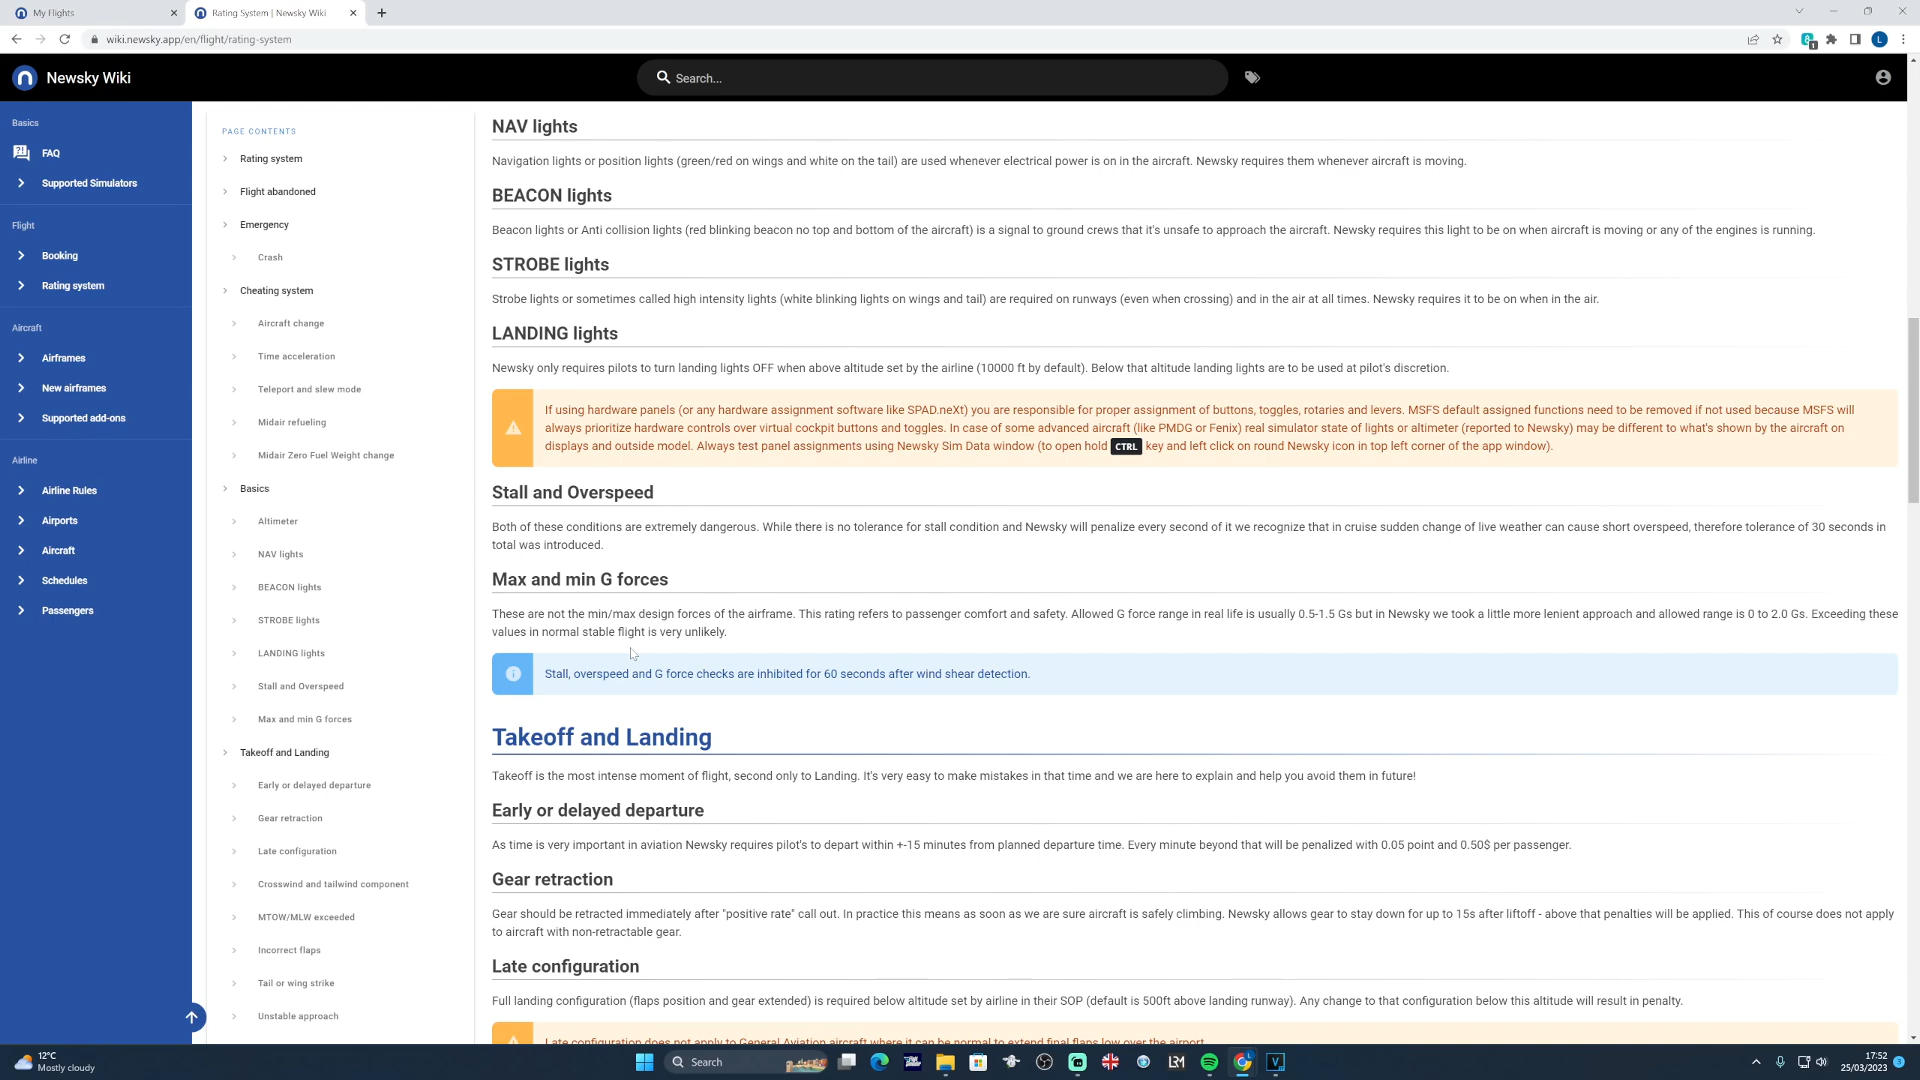 My Flights
Rating System | Newsky Wiki
wiki.newsky.app/en/flight/rating-system
L
1
Newsky Wiki
Search...
Basics
FAQ
Supported Simulators
Flight
Booking
Rating system
Aircraft
Airframes
New airframes
Supported add-ons
Airline
Airline Rules
Airports
Aircraft
Schedules
Passengers
PAGE CONTENTS
Rating system
Flight abandoned
Emergency
Crash
Cheating system
Aircraft change
Time acceleration
Teleport and slew mode
Midair refueling
Midair Zero Fuel Weight change
Basics
Altimeter
NAV lights
BEACON lights
STROBE lights
LANDING lights
Stall and Overspeed
Max and min G forces
Takeoff and Landing
Early or delayed departure
Gear retraction
Late configuration
Crosswind and tailwind component
MTOW/MLW exceeded
Incorrect flaps
Tail or wing strike
Unstable approach
NAV lights
Navigation lights or position lights (green/red on wings and white on the tail) are used whenever electrical power is on in the aircraft. Newsky requires them whenever aircraft is moving.
BEACON lights
Beacon lights or Anti collision lights (red blinking beacon no top and bottom of the aircraft) is a signal to ground crews that it's unsafe to approach the aircraft. Newsky requires this light to be on when aircraft is moving or any of the engines is running.
STROBE lights
Strobe lights or sometimes called high intensity lights (white blinking lights on wings and tail) are required on runways (even when crossing) and in the air at all times. Newsky requires it to be on when in the air.
LANDING lights
Newsky only requires pilots to turn landing lights OFF when above altitude set by the airline (10000 ft by default). Below that altitude landing lights are to be used at pilot's discretion.
If using hardware panels (or any hardware assignment software like SPAD.neXt) you are responsible for proper assignment of buttons, toggles, rotaries and levers. MSFS default assigned functions need to be removed if not used because MSFS will
always prioritize hardware controls over virtual cockpit buttons and toggles. In case of some advanced aircraft (like PMDG or Fenix) real simulator state of lights or altimeter (reported to Newsky) may be different to what's shown by the aircraft on
displays and outside model. Always test panel assignments using Newsky Sim Data window (to open hold CTRL key and left click on round Newsky icon in top left corner of the app window).
Stall and Overspeed
Both of these conditions are extremely dangerous. While there is no tolerance for stall condition and Newsky will penalize every second of it we recognize that in cruise sudden change of live weather can cause short overspeed, therefore tolerance of 30 seconds in
total was introduced.
Max and min G forces
These are not the min/max design forces of the airframe. This rating refers to passenger comfort and safety. Allowed G force range in real life is usually 0.5-1.5 Gs but in Newsky we took a little more lenient approach and allowed range is 0 to 2.0 Gs. Exceeding these
values in normal stable flight is very unlikely.
Stall, overspeed and G force checks are inhibited for 60 seconds after wind shear detection.
Takeoff and Landing
Takeoff is the most intense moment of flight, second only to Landing. It's very easy to make mistakes in that time and we are here to explain and help you avoid them in future!
Early or delayed departure
As time is very important in aviation Newsky requires pilot's to depart within +-15 minutes from planned departure time. Every minute beyond that will be penalized with 0.05 point and 0.50$ per passenger.
Gear retraction
Gear should be retracted immediately after "positive rate" call out. In practice this means as soon as we are sure aircraft is safely climbing. Newsky allows gear to stay down for up to 15s after liftoff - above that penalties will be applied. This of course does not apply
to aircraft with non-retractable gear.
Late configuration
Full landing configuration (flaps position and gear extended) is required below altitude set by airline in their SOP (default is 500ft above landing runway). Any change to that configuration below this altitude will result in penalty.
Late configuration does not apply to General Aviation aircraft where it can be normal to extend final flaps low over the airport.
12°C
Mostly cloudy
Search
LM
V
17:52
25/03/2023
3